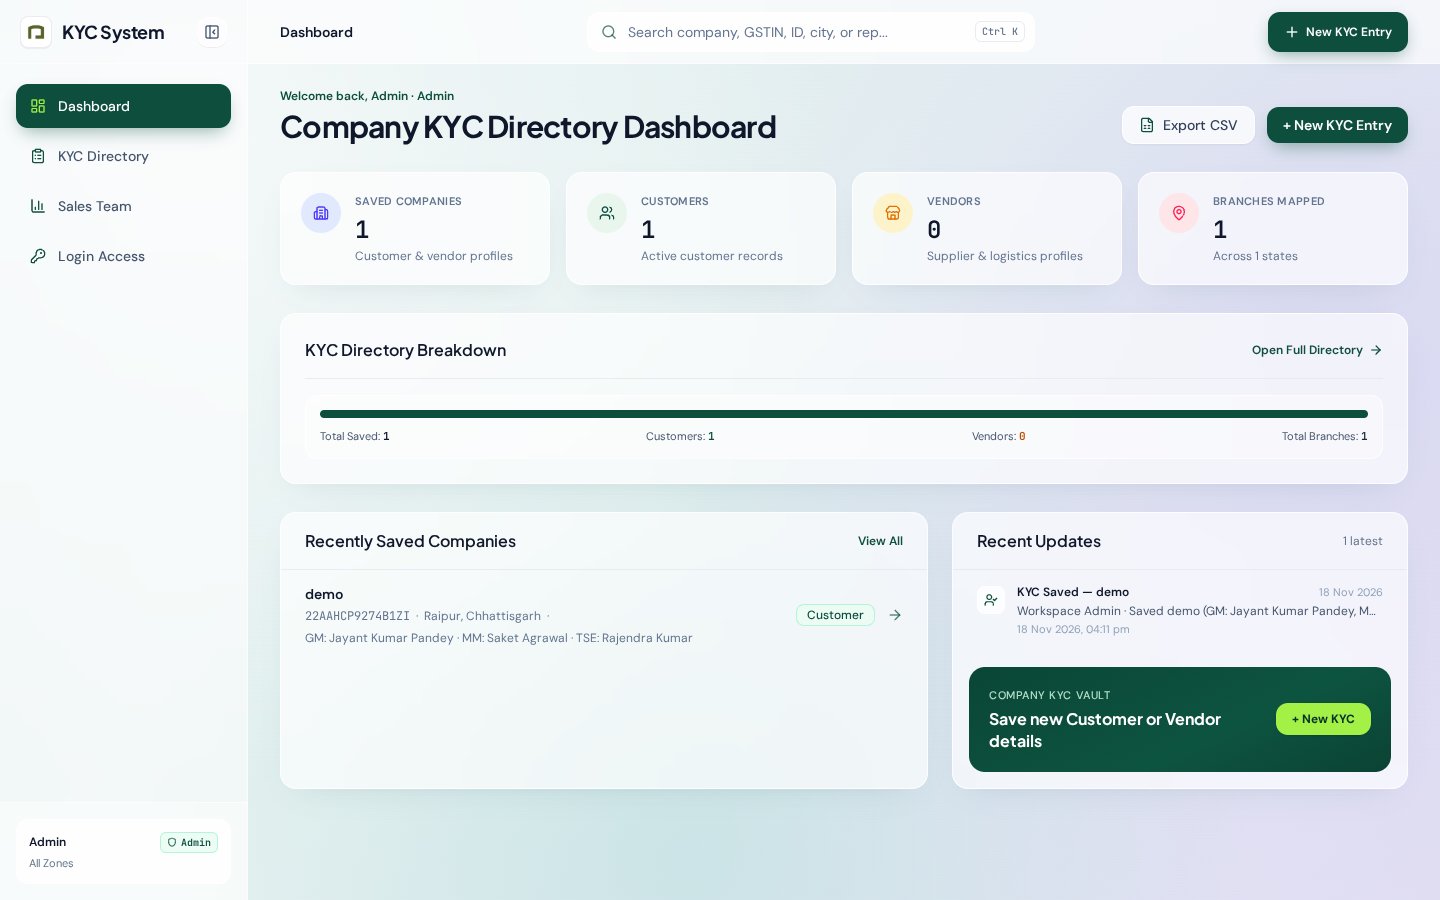 KYC System
Dashboard
Search company, GSTIN, ID, city, or rep...
Ctrl K
New KYC Entry
Dashboard
KYC Directory
Sales Team
Login Access
Welcome back, Admin · Admin
Company KYC Directory Dashboard
Export CSV
+ New KYC Entry
SAVED COMPANIES
1
Customer & vendor profiles
CUSTOMERS
1
Active customer records
VENDORS
0
Supplier & logistics profiles
BRANCHES MAPPED
1
Across 1 states
KYC Directory Breakdown
Open Full Directory
Total Saved: 1
Customers: 1
Vendors: 0
Total Branches: 1
Recently Saved Companies
View All
demo
22AAHCP9274B1ZI · Raipur, Chhattisgarh ·
GM: Jayant Kumar Pandey · MM: Saket Agrawal · TSE: Rajendra Kumar
Customer
Recent Updates
1 latest
KYC Saved — demo
18 Nov 2026
Workspace Admin · Saved demo (GM: Jayant Kumar Pandey, M...
18 Nov 2026, 04:11 pm
COMPANY KYC VAULT
Save new Customer or Vendor
details
+ New KYC
Admin
Admin
All Zones